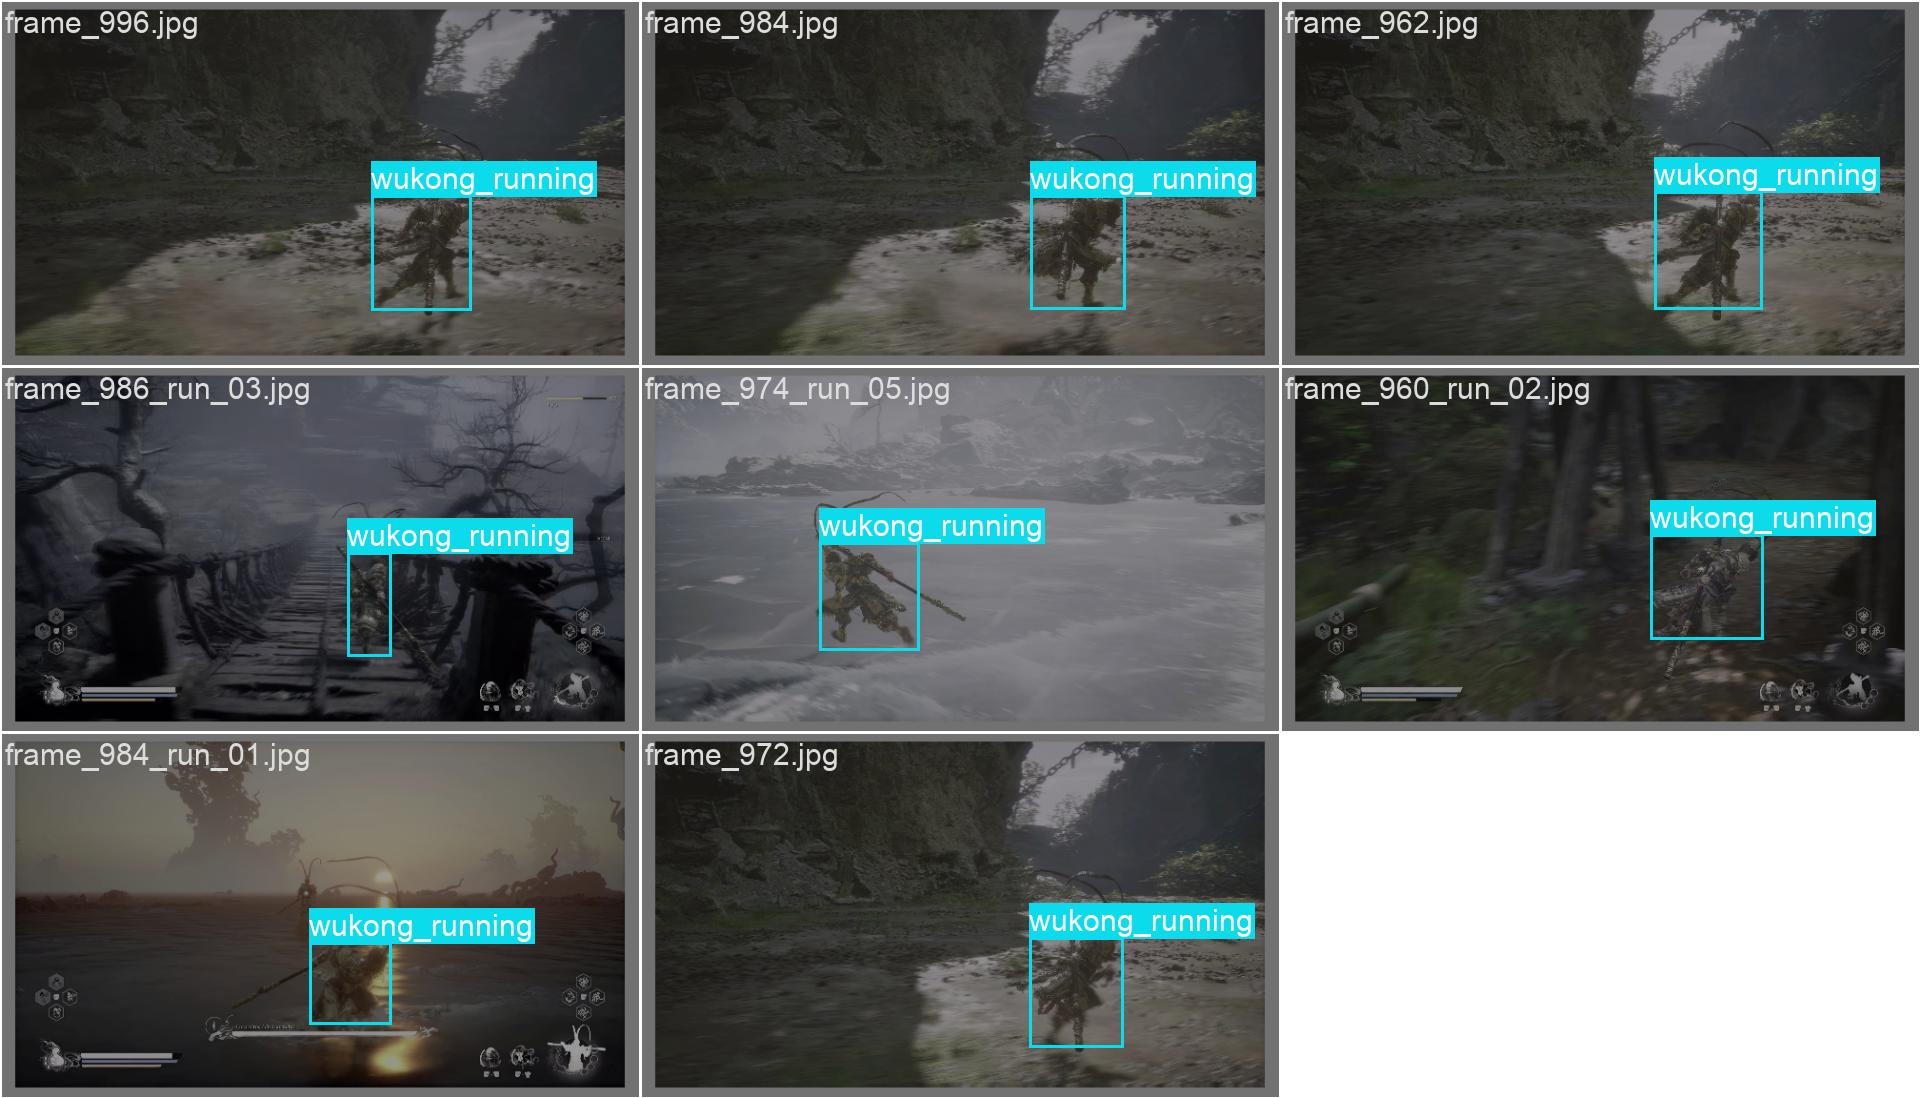 frame_996.jpg
wukong_running
frame_984.jpg
wukong_running
frame_962.jpg
wukong_running
frame_986_run_03.jpg
wukong_running
frame_974_run_05.jpg
wukong_running
frame_960_run_02.jpg
wukong_running
frame_984_run_01.jpg
wukong_running
frame_972.jpg
wukong_running